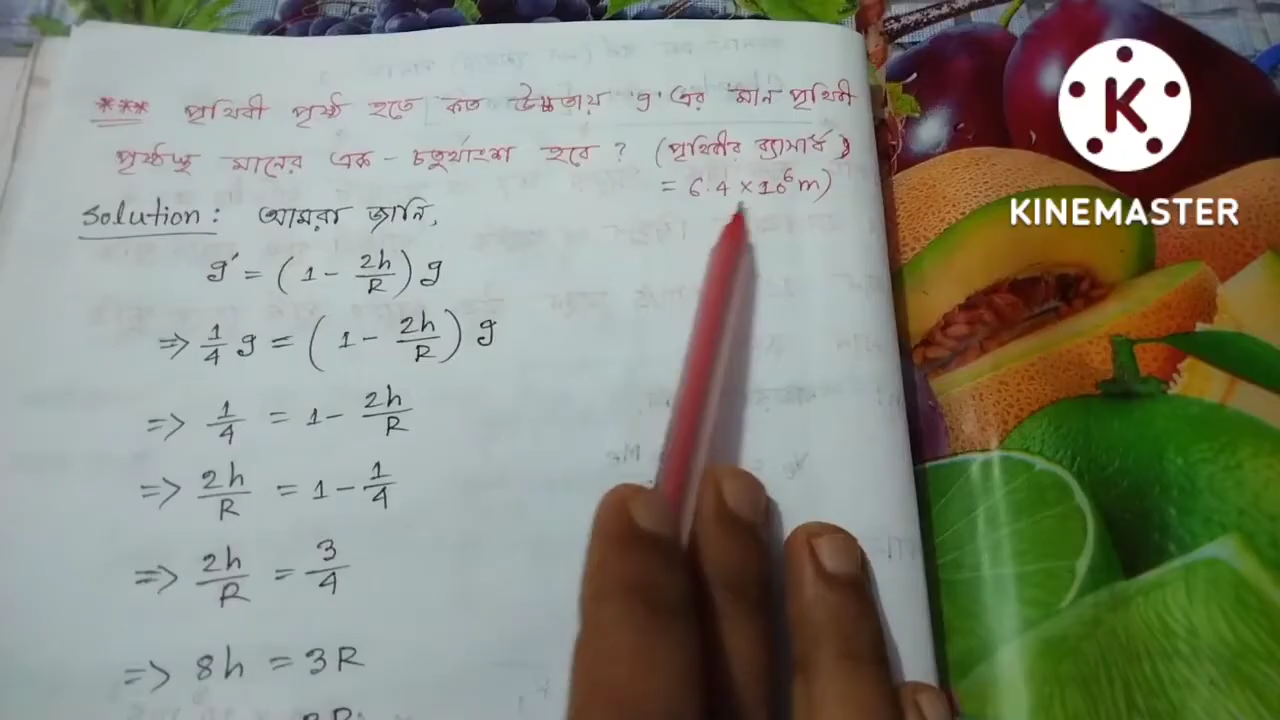 *** পৃথিবী পৃষ্ঠ হতে কত উচ্চতায় 'g' এর মান পৃথিবী
পৃষ্ঠস্থ মানের এক - চতুর্থাংশ হবে ? (পৃথিবীর ব্যাসার্ধ
= 6.4 × 10⁶ m)
Solution : আমরা জানি,
g' = (1 - 2h/R) g
⇒ 1/4 g = (1 - 2h/R) g
⇒ 1/4 = 1 - 2h/R
⇒ 2h/R = 1 - 1/4
⇒ 2h/R = 3/4
⇒ 8h = 3R
K
KINEMASTER